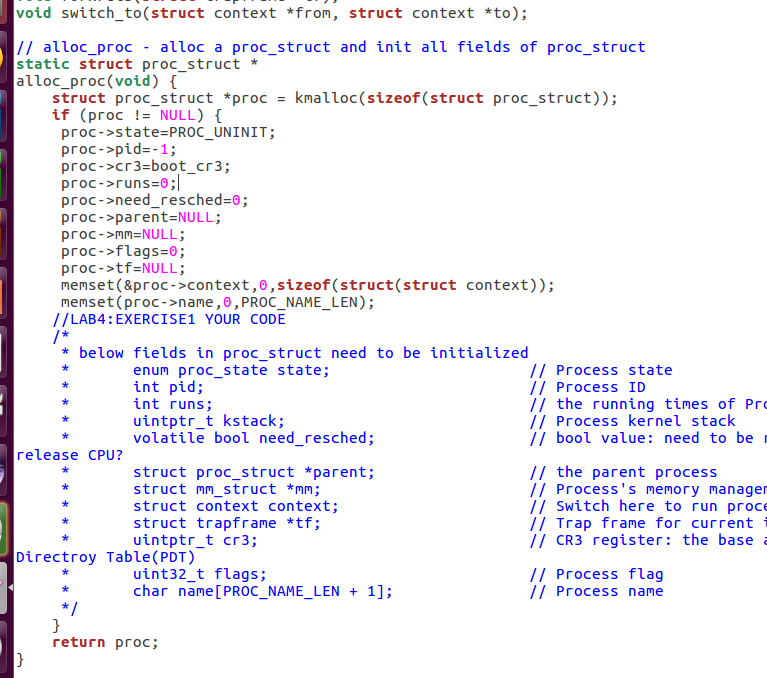 void switch_to(struct context *from, struct context *to);
// alloc_proc - alloc a proc_struct and init all fields of proc_struct
static struct proc_struct *
alloc_proc(void) {
    struct proc_struct *proc = kmalloc(sizeof(struct proc_struct));
    if (proc != NULL) {
     proc->state=PROC_UNINIT;
     proc->pid=-1;
     proc->cr3=boot_cr3;
     proc->runs=0;
     proc->need_resched=0;
     proc->parent=NULL;
     proc->mm=NULL;
     proc->flags=0;
     proc->tf=NULL;
     memset(&proc->context,0,sizeof(struct(struct context));
     memset(proc->name,0,PROC_NAME_LEN);
    //LAB4:EXERCISE1 YOUR CODE
    /*
     * below fields in proc_struct need to be initialized
     *       enum proc_state state;                      // Process state
     *       int pid;                                    // Process ID
     *       int runs;                                   // the running times of
     *       uintptr_t kstack;                           // Process kernel stack
     *       volatile bool need_resched;                 // bool value: need to be
release CPU?
     *       struct proc_struct *parent;                 // the parent process
     *       struct mm_struct *mm;                       // Process's memory
     *       struct context context;                     // Switch here to run
     *       struct trapframe *tf;                       // Trap frame for current
     *       uintptr_t cr3;                              // CR3 register: the base
Directroy Table(PDT)
     *       uint32_t flags;                             // Process flag
     *       char name[PROC_NAME_LEN + 1];               // Process name
     */
    }
    return proc;
}